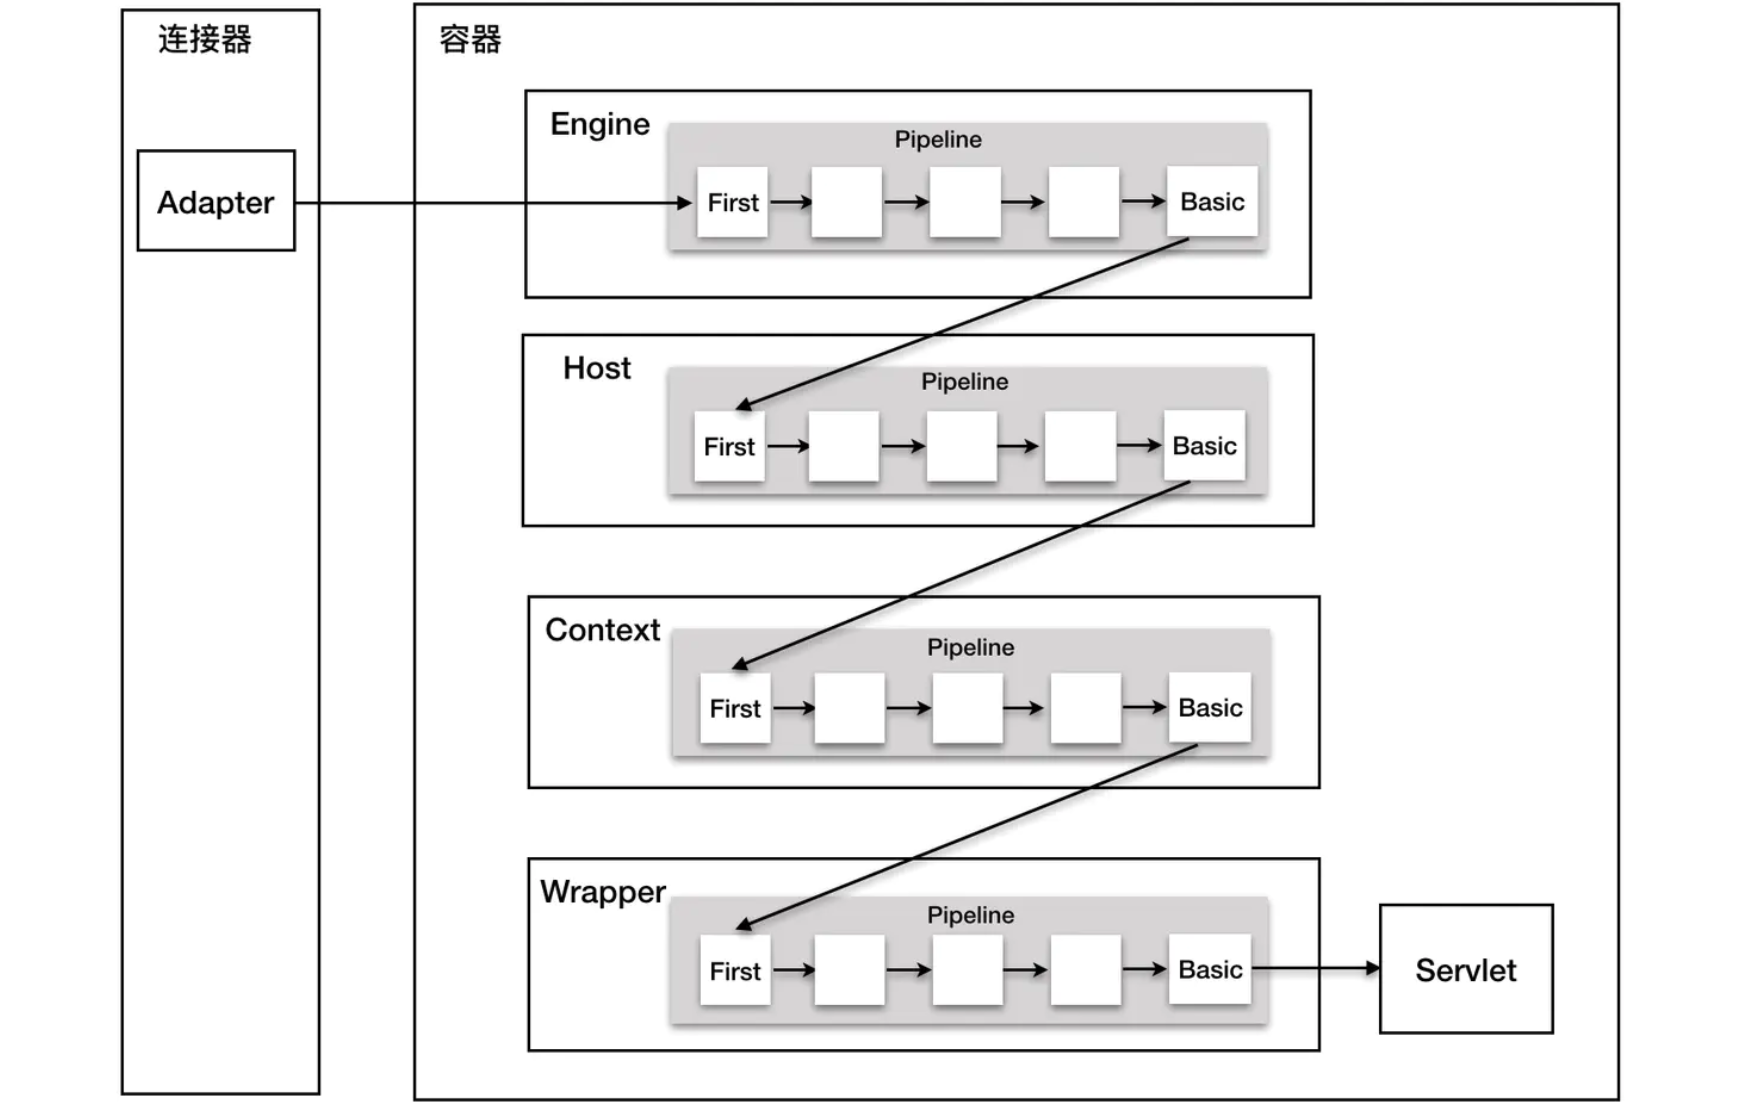 连接器
容器
Adapter
Engine
Pipeline
First
Basic
Host
Pipeline
First
Basic
Context
Pipeline
First
Basic
Wrapper
Pipeline
First
Basic
Servlet